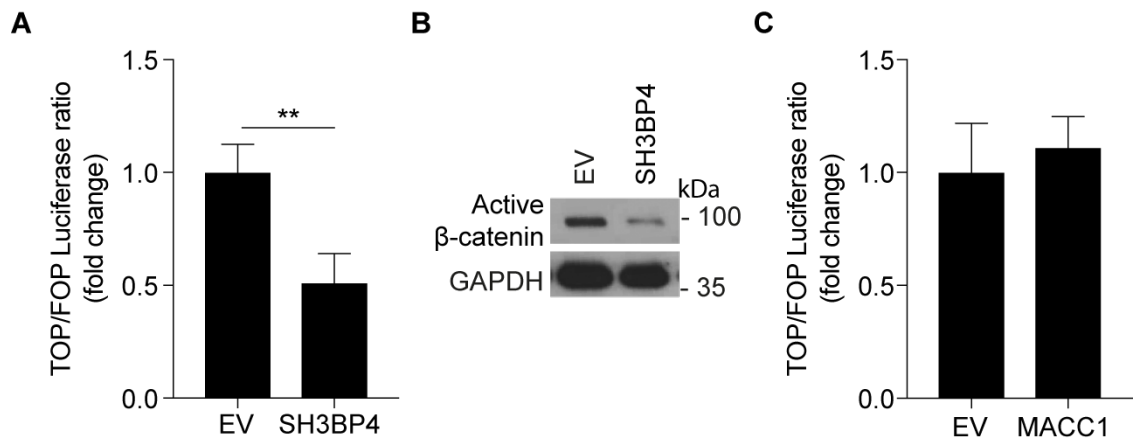 A
TOP/FOP Luciferase ratio
(fold change)
1.5
1.0
0.5
0.0
**
EV SH3BP4
B
EV
SH3BP4
kDa
Active
β-catenin
- 100
GAPDH
- 35
C
TOP/FOP Luciferase ratio
(fold change)
1.5
1.0
0.5
0.0
EV MACC1